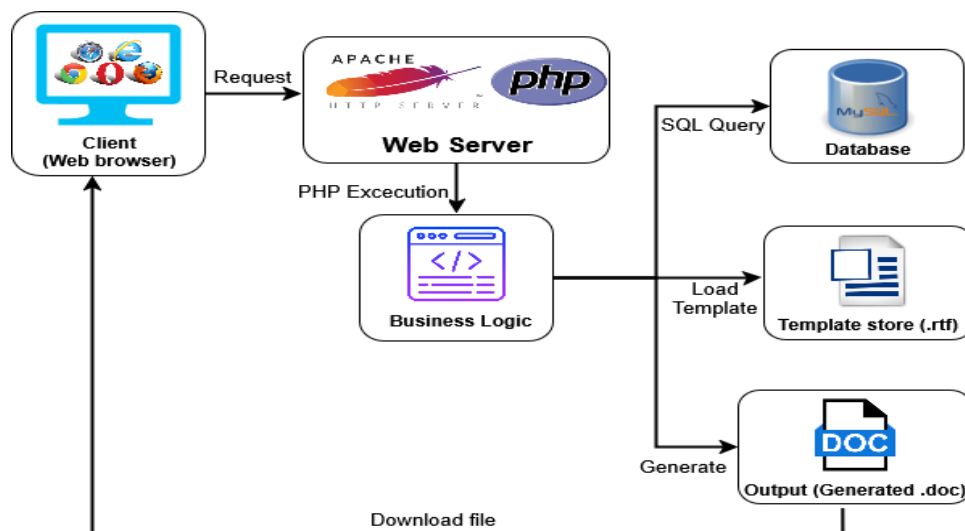 Client
(Web browser)
Request
APACHE
HTTP SERVER
™
php
Web Server
PHP Excecution
Business Logic
SQL Query
MySQL
Database
Load
Template
Template store (.rtf)
Generate
DOC
Output (Generated .doc)
Download file